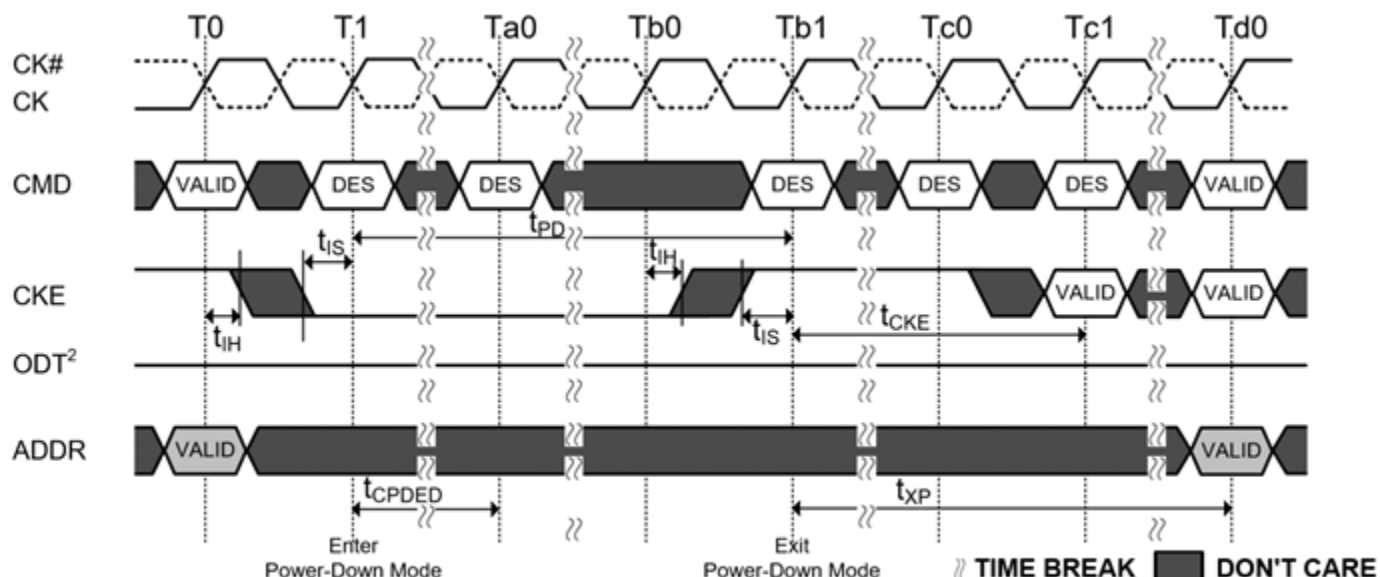 T0 T1 Ta0 Tb0 Tb1 Tc0 Tc1 Td0
CK#
CK
CMD VALID DES DES DES DES DES VALID
tPD
tIS tIH
CKE VALID VALID
tIH tIS tCKE
ODT2
ADDR VALID VALID
tCPDED tXP
Enter Power-Down Mode
Exit Power-Down Mode
TIME BREAK DON'T CARE